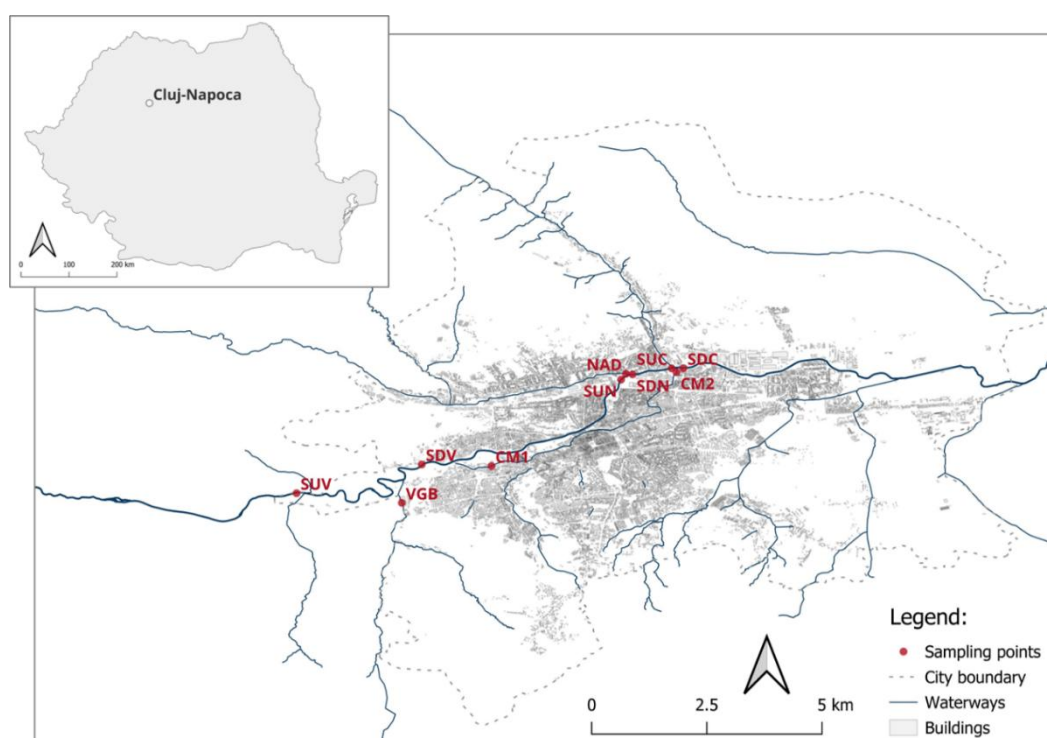 Cluj-Napoca
0 100 200 km
NAD
SUC
SDC
SUN
SDN
CM2
SDV
CM1
SUV
VGB
Legend:
Sampling points
City boundary
Waterways
Buildings
0 2.5 5 km